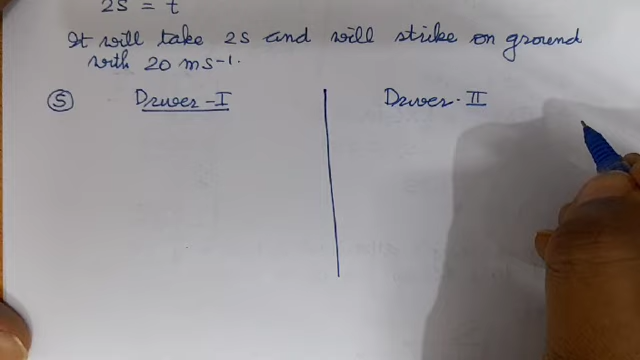 2s = t
It will take 2s and will strike on ground
with 20 ms-1.
5 Driver-I Driver-II